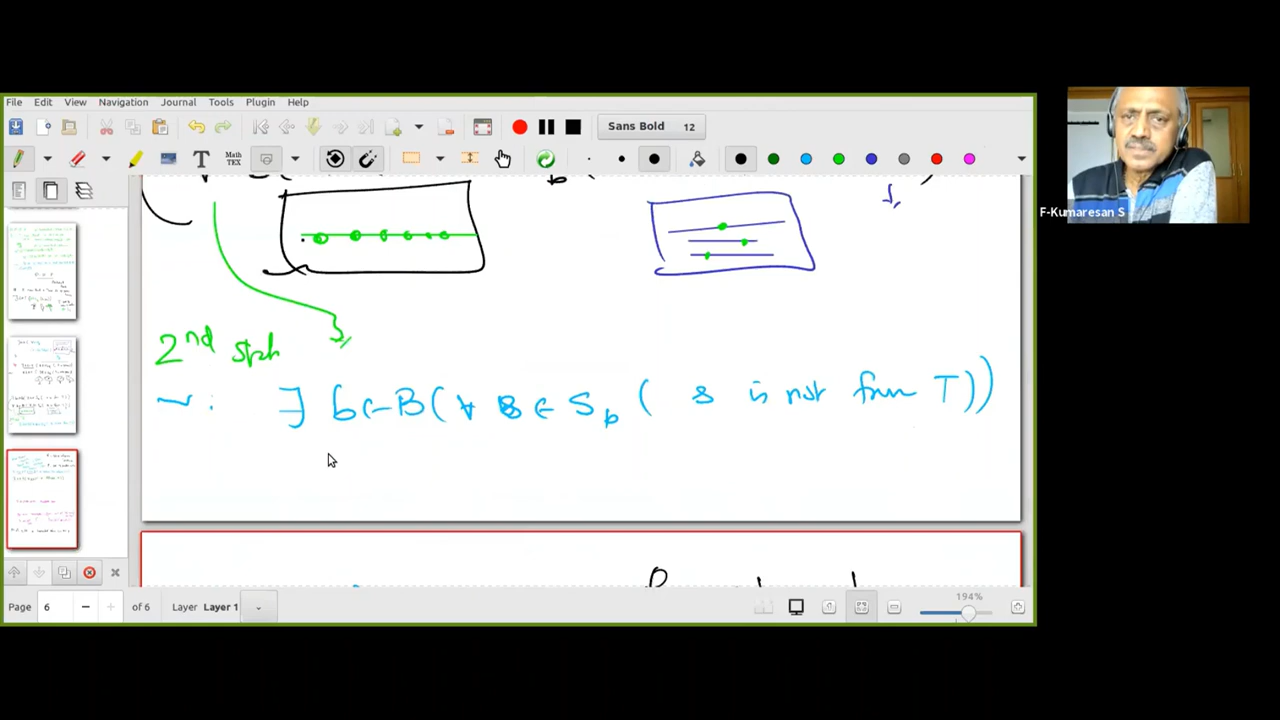 File Edit View Navigation Journal Tools Plugin Help
Sans Bold 12
F-Kumaresan S
2nd
~ : ∃ b ∈ B ( ∀ s ∈ S_b ( s is not from T ) )
Page 6 of 6 Layer Layer 1 194%